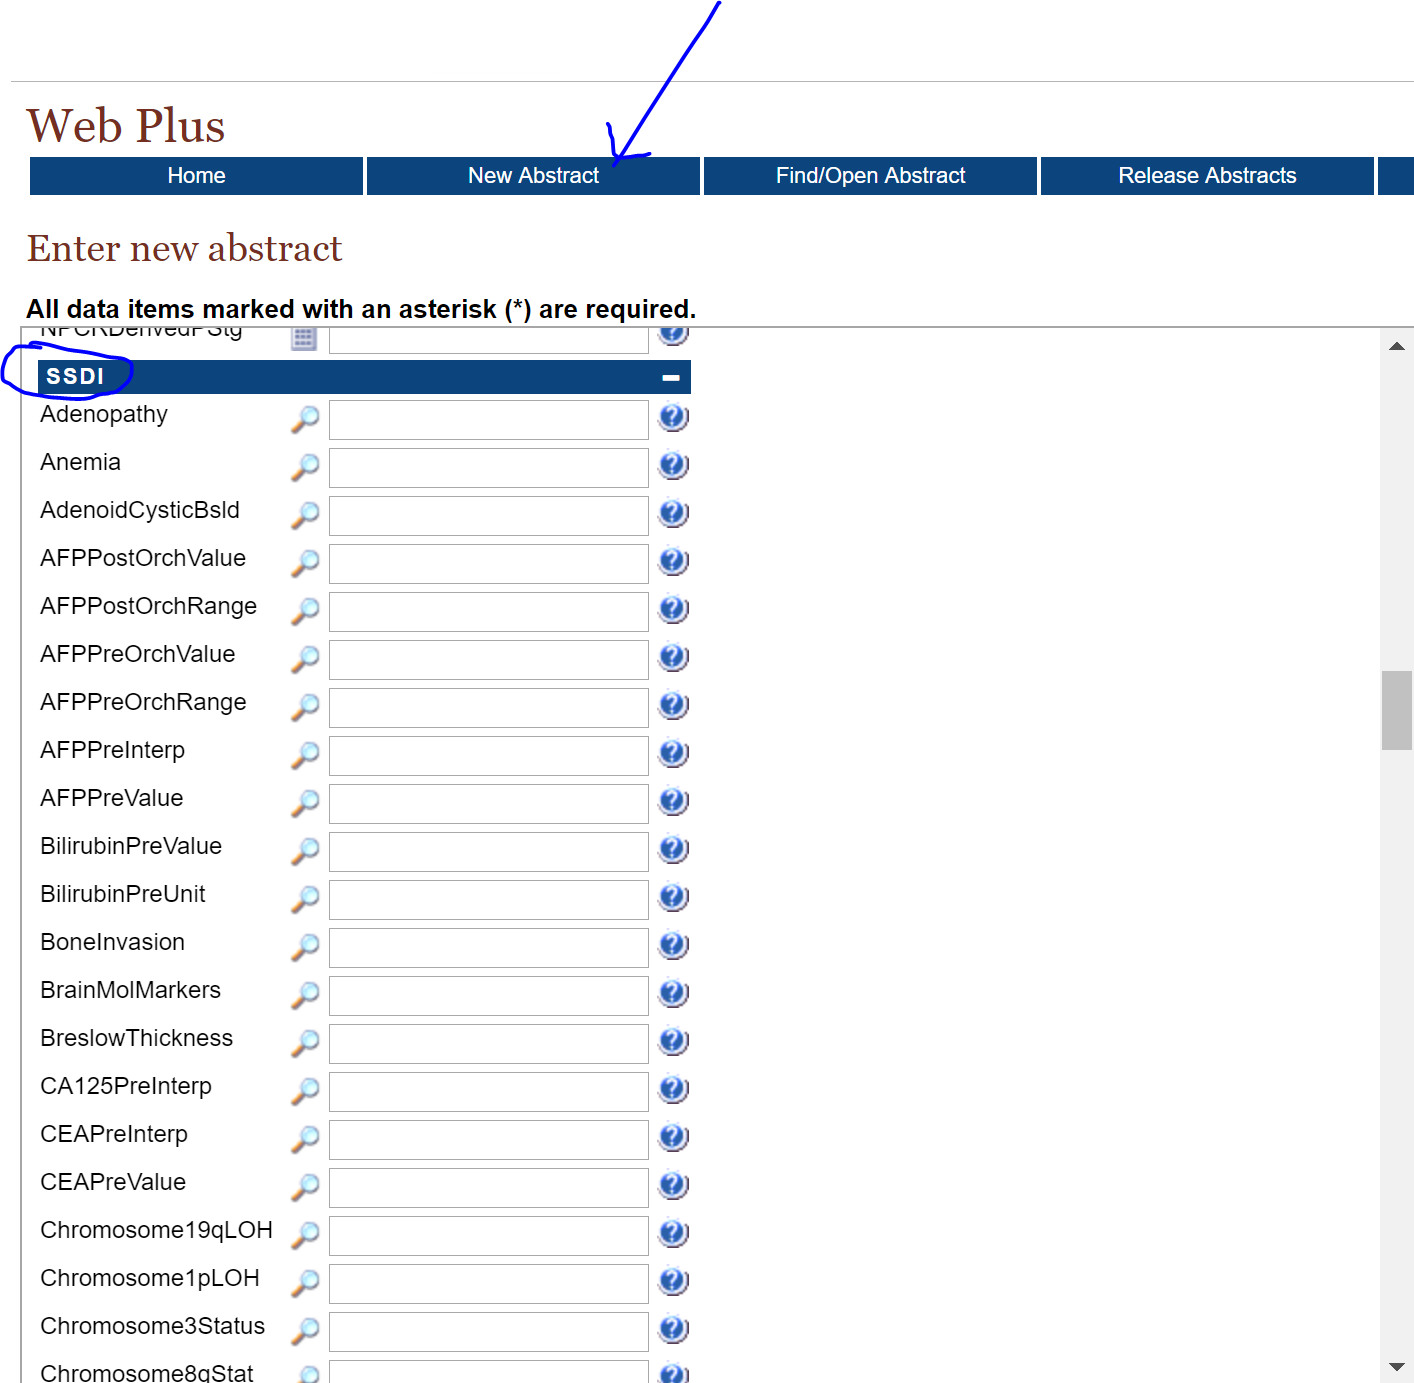 Web Plus
Home New Abstract Find/Open Abstract Release Abstracts
Enter new abstract
All data items marked with an asterisk (*) are required.
NPCRDerivedPStg
SSDI
Adenopathy
Anemia
AdenoidCysticBsld
AFPPostOrchValue
AFPPostOrchRange
AFPPreOrchValue
AFPPreOrchRange
AFPPreInterp
AFPPreValue
BilirubinPreValue
BilirubinPreUnit
BoneInvasion
BrainMolMarkers
BreslowThickness
CA125PreInterp
CEAPreInterp
CEAPreValue
Chromosome19qLOH
Chromosome1pLOH
Chromosome3Status
Chromosome8qStat